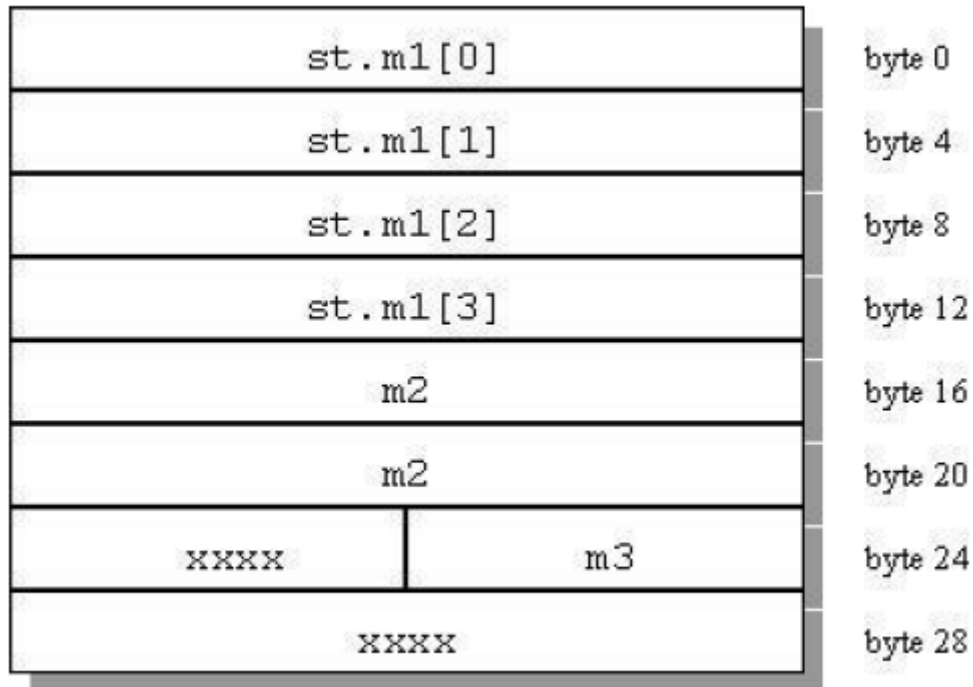 st.m1[0] byte 0
st.m1[1] byte 4
st.m1[2] byte 8
st.m1[3] byte 12
m2 byte 16
m2 byte 20
xxxx m3 byte 24
xxxx byte 28